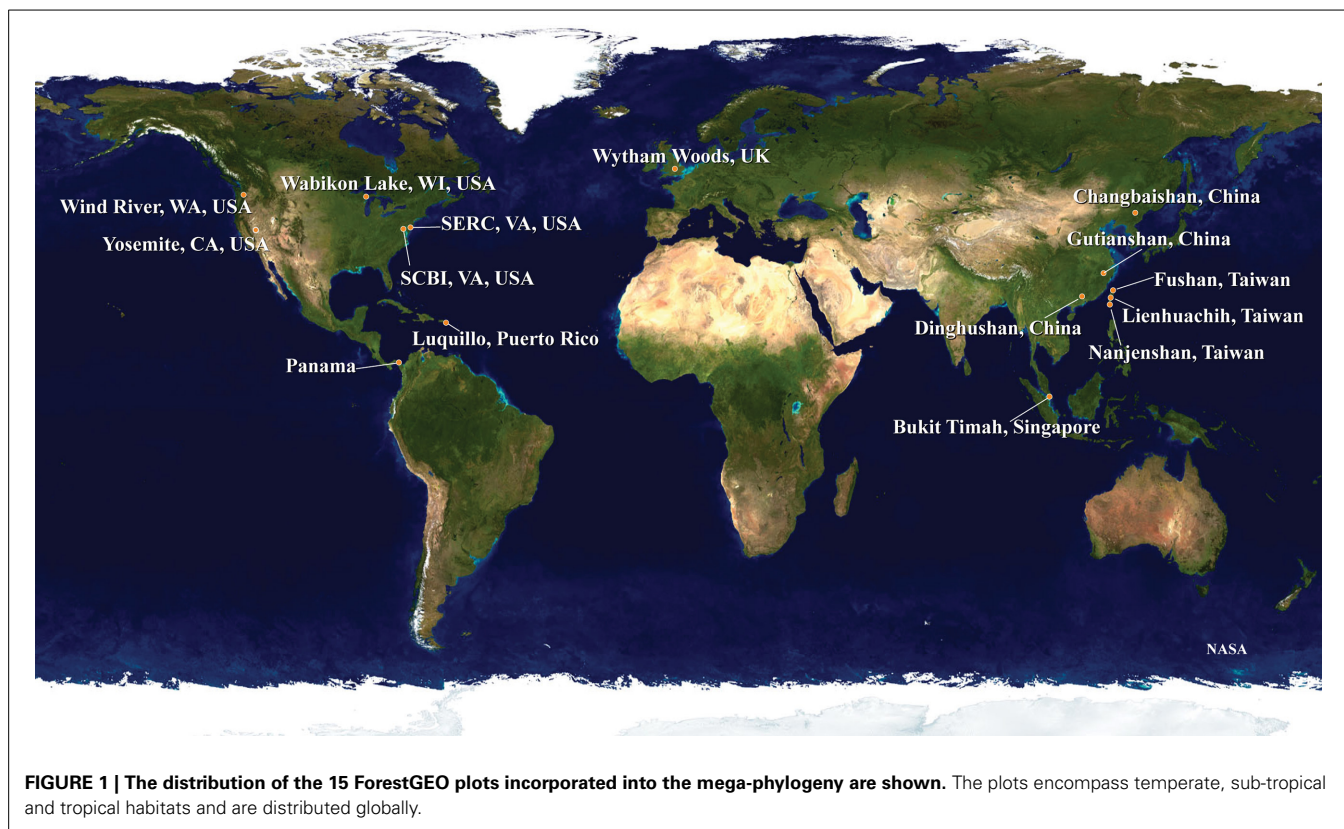 Wytham Woods, UK
Wabikon Lake, WI, USA
Changbaishan, China
Wind River, WA, USA
SERC, VA, USA
Yosemite, CA, USA
Gutianshan, China
SCBI, VA, USA
Fushan, Taiwan
Lienhuachih, Taiwan
Dinghushan, China
Luquillo, Puerto Rico
Nanjenshan, Taiwan
Panama
Bukit Timah, Singapore
NASA
FIGURE 1 | The distribution of the 15 ForestGEO plots incorporated into the mega-phylogeny are shown. The plots encompass temperate, sub-tropical
and tropical habitats and are distributed globally.